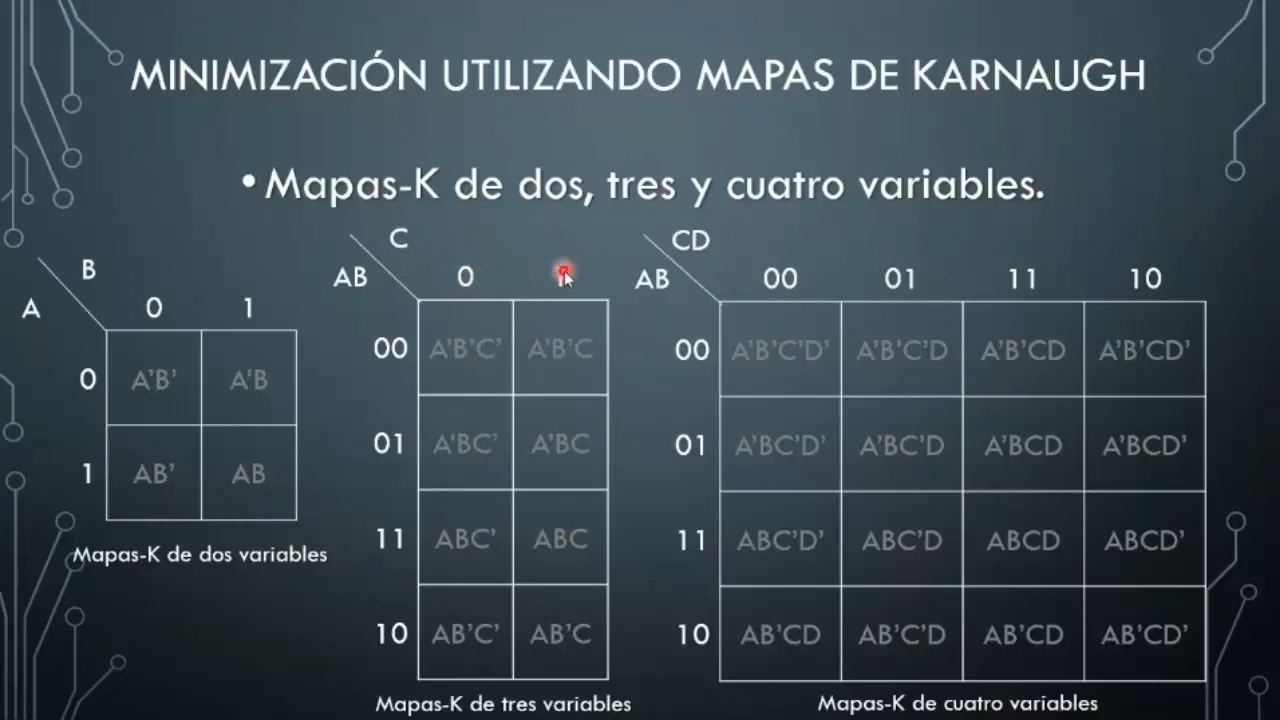 MINIMIZACIÓN UTILIZANDO MAPAS DE KARNAUGH
• Mapas-K de dos, tres y cuatro variables.
B
A 0 1
0 A'B' A'B
1 AB' AB
Mapas-K de dos variables
C
AB 0
00 A'B'C' A'B'C
01 A'BC' A'BC
11 ABC' ABC
10 AB'C' AB'C
Mapas-K de tres variables
CD
AB 00 01 11 10
00 A'B'C'D' A'B'C'D A'B'CD A'B'CD'
01 A'BC'D' A'BC'D A'BCD A'BCD'
11 ABC'D' ABC'D ABCD ABCD'
10 AB'CD AB'C'D AB'CD AB'CD'
Mapas-K de cuatro variables